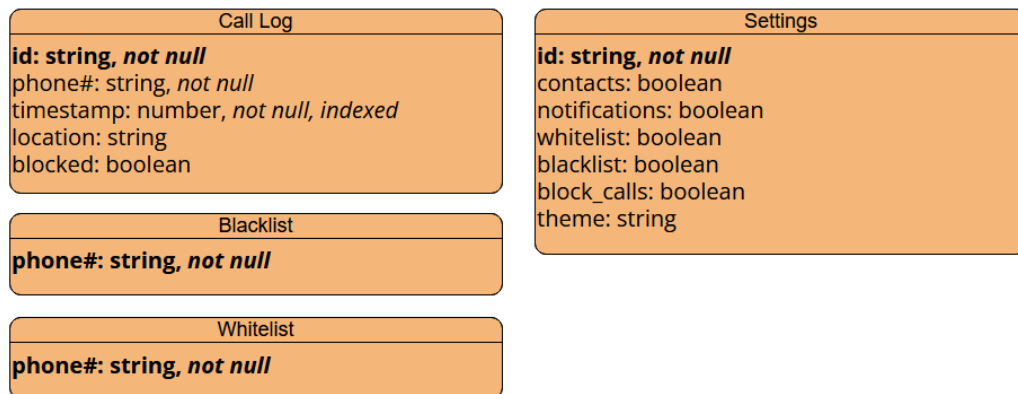 Call Log
id: string, not null
phone#: string, not null
timestamp: number, not null, indexed
location: string
blocked: boolean
Blacklist
phone#: string, not null
Whitelist
phone#: string, not null
Settings
id: string, not null
contacts: boolean
notifications: boolean
whitelist: boolean
blacklist: boolean
block_calls: boolean
theme: string